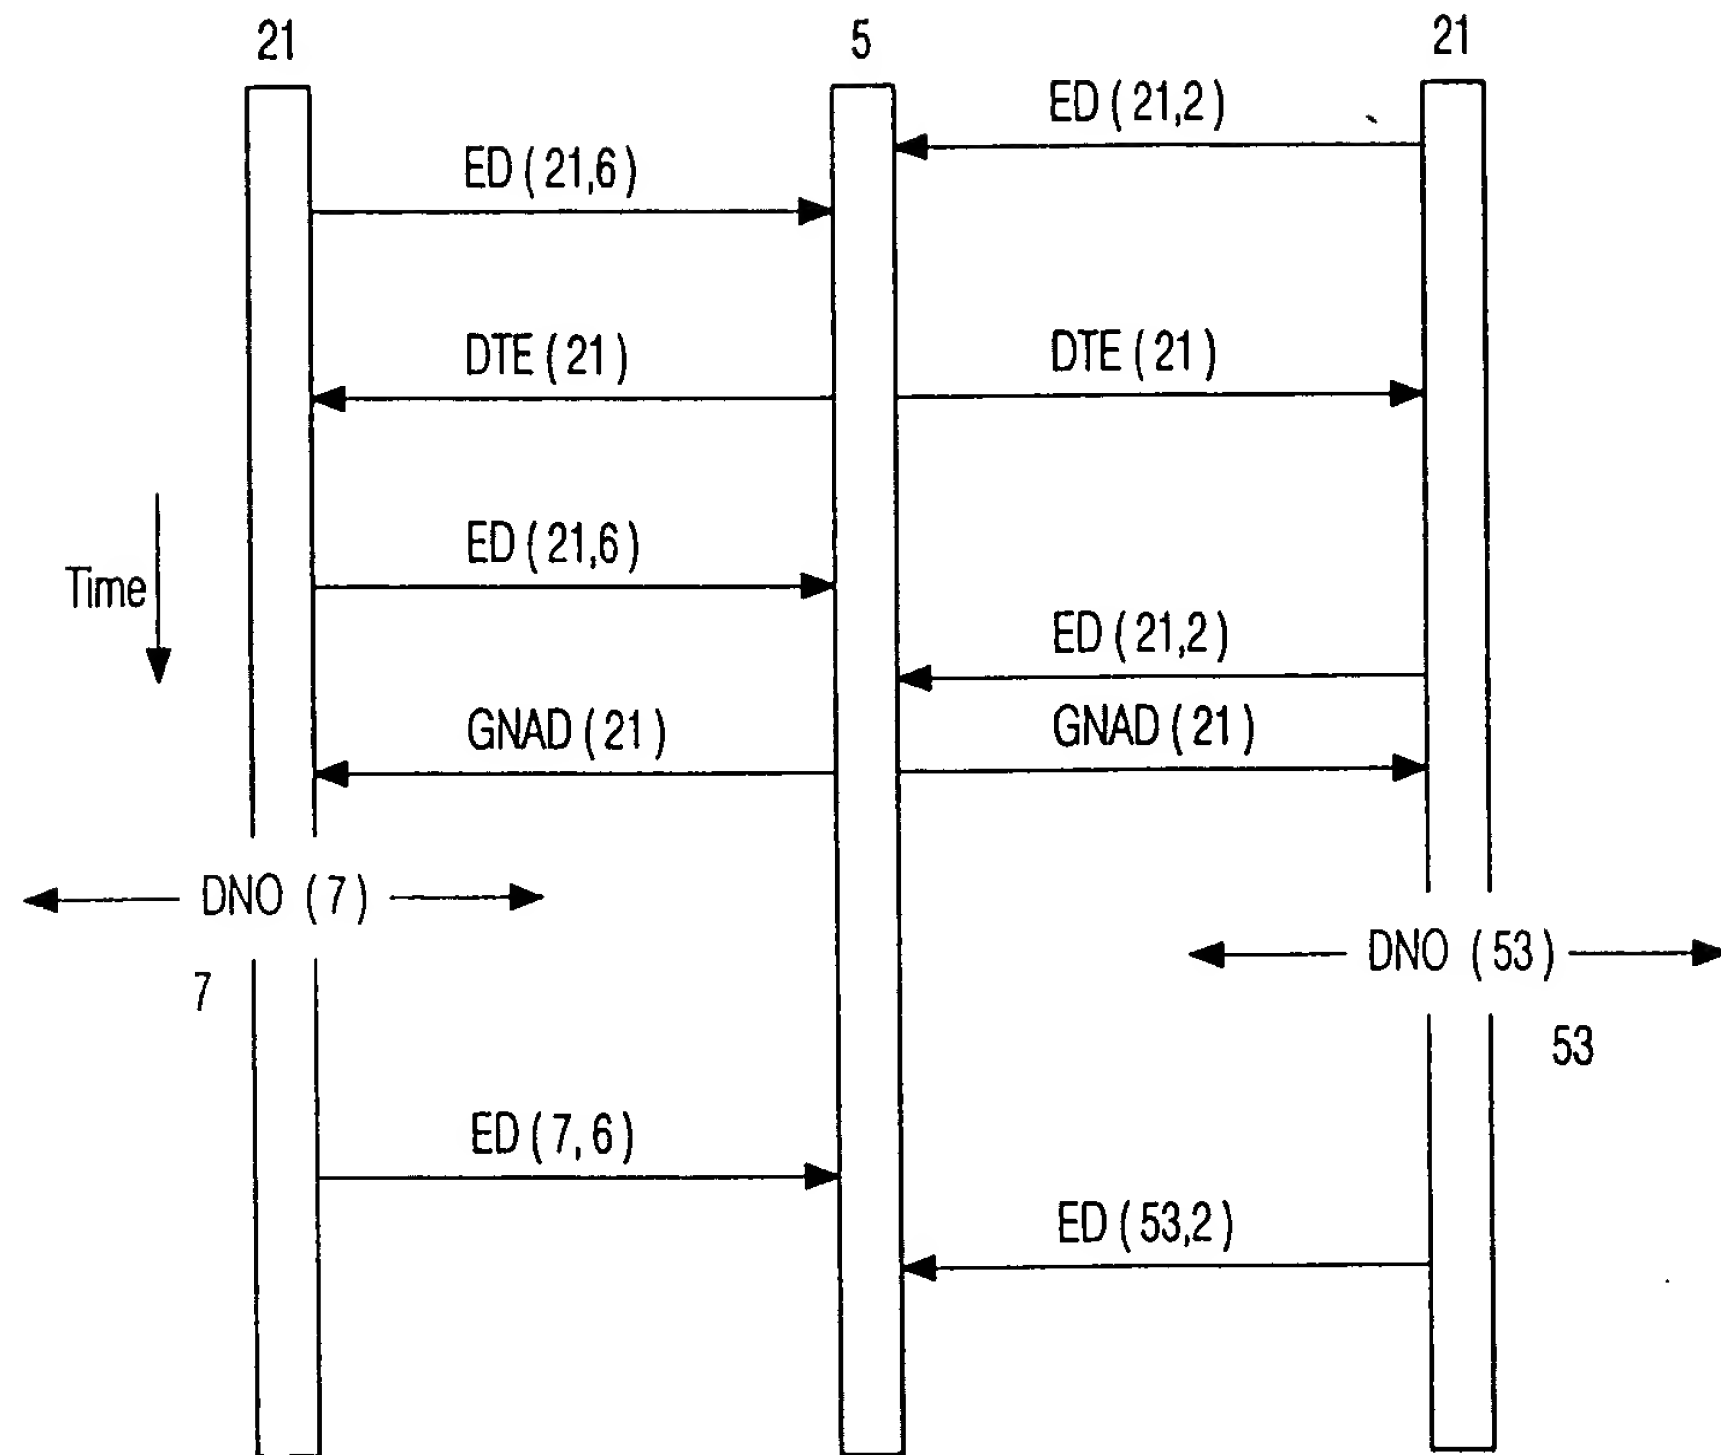 21
5
21
ED ( 21,2 )
ED ( 21,6 )
DTE ( 21 )
DTE ( 21 )
ED ( 21,6 )
Time
ED ( 21,2 )
GNAD ( 21 )
GNAD ( 21 )
DNO ( 7 )
DNO ( 53 )
7
53
ED ( 7, 6 )
ED ( 53,2 )